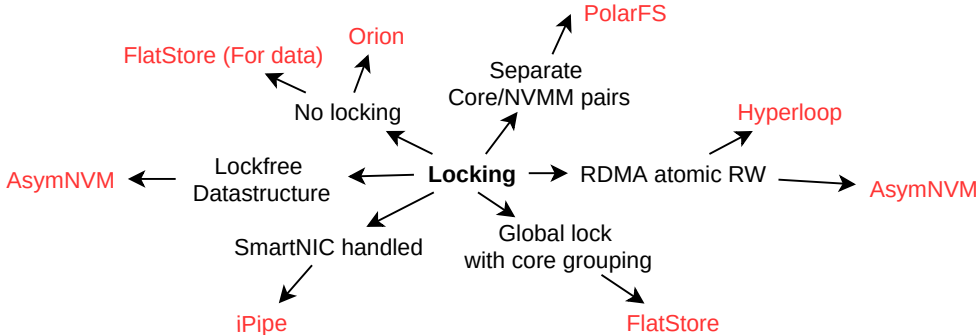 PolarFS
Orion
FlatStore (For data)
Separate
Core/NVMM pairs
No locking
Hyperloop
Lockfree
Datastructure
Locking
RDMA atomic RW
AsymNVM
AsymNVM
SmartNIC handled
Global lock
with core grouping
iPipe
FlatStore